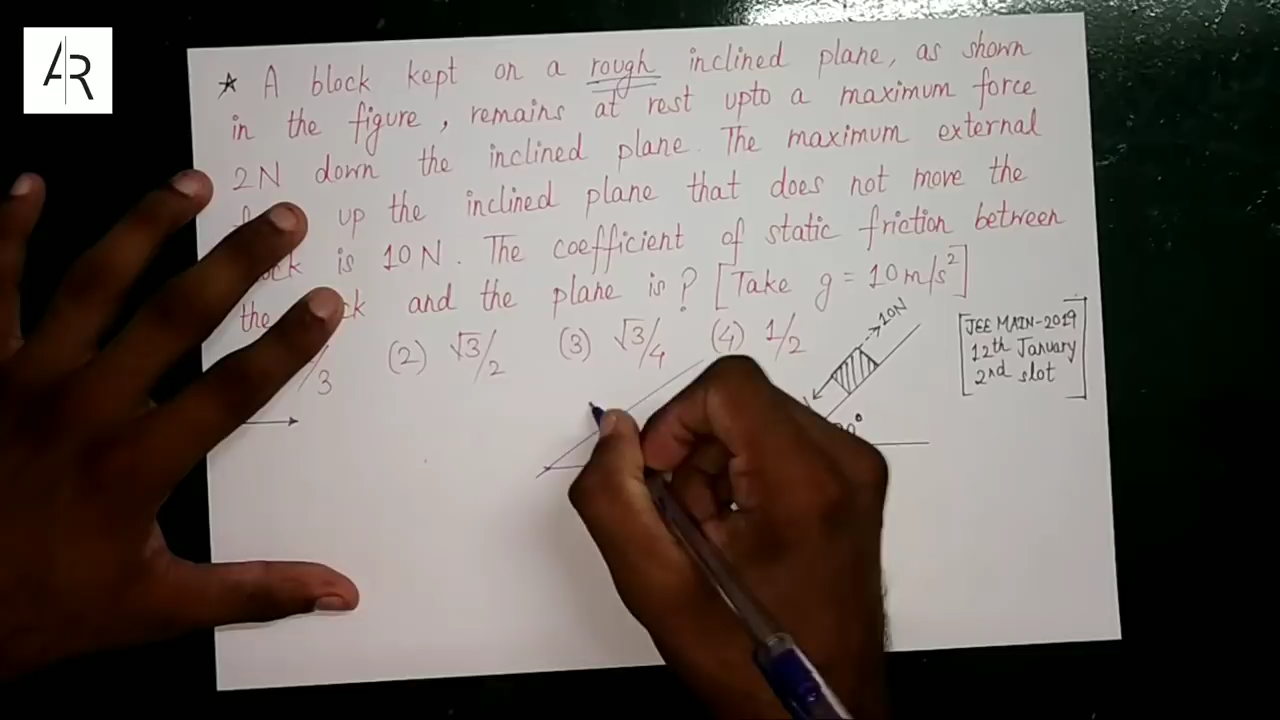 AR
* A block kept on a rough inclined plane, as shown
in the figure, remains at rest upto a maximum force
2N down the inclined plane. The maximum external
up the inclined plane that does not move the
is 10N. The coefficient of static friction between
the and the plane is? [Take g = 10m/s²]
/3 (2) √3/2 (3) √3/4 (4) 1/2
10N
JEE MAIN-2019
12th January
2nd slot